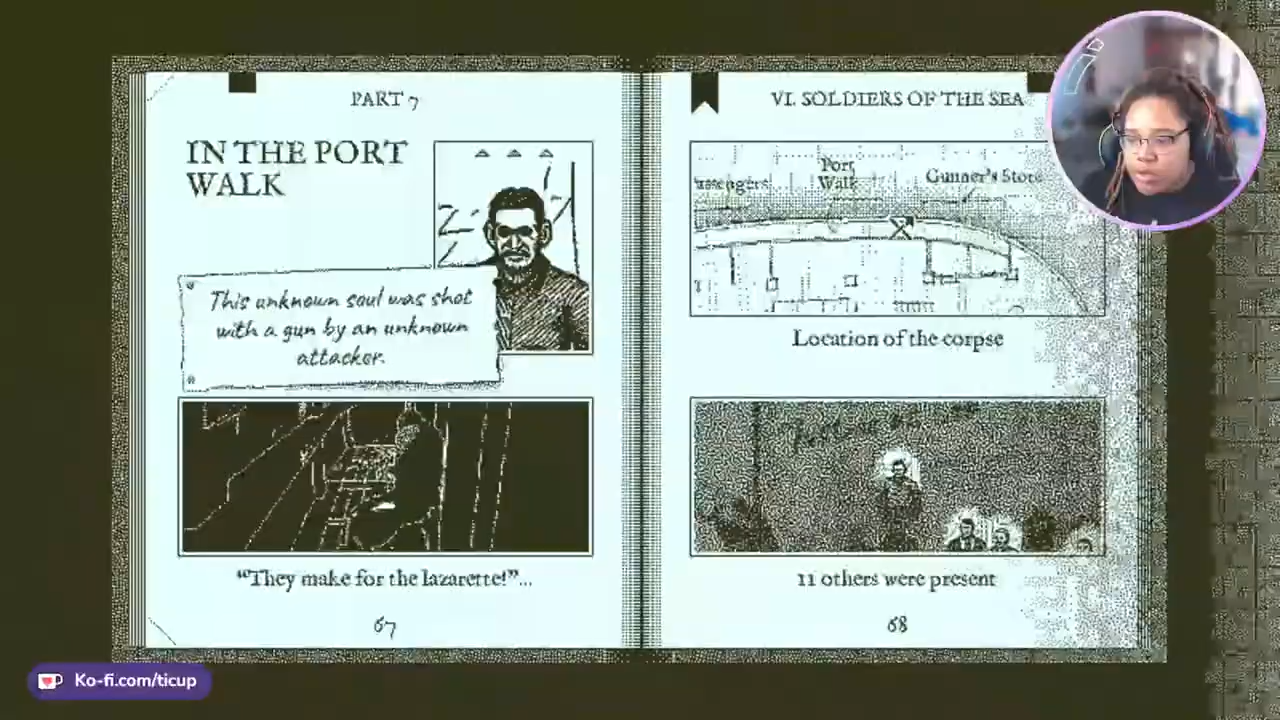 PART 7
IN THE PORT
WALK
This unknown soul was shot
with a gun by an unknown
attacker.
"They make for the lazarette!"...
67
VI. SOLDIERS OF THE SEA
Port
Walk
Gunner's Store
Location of the corpse
11 others were present
68
Ko-fi.com/ticup